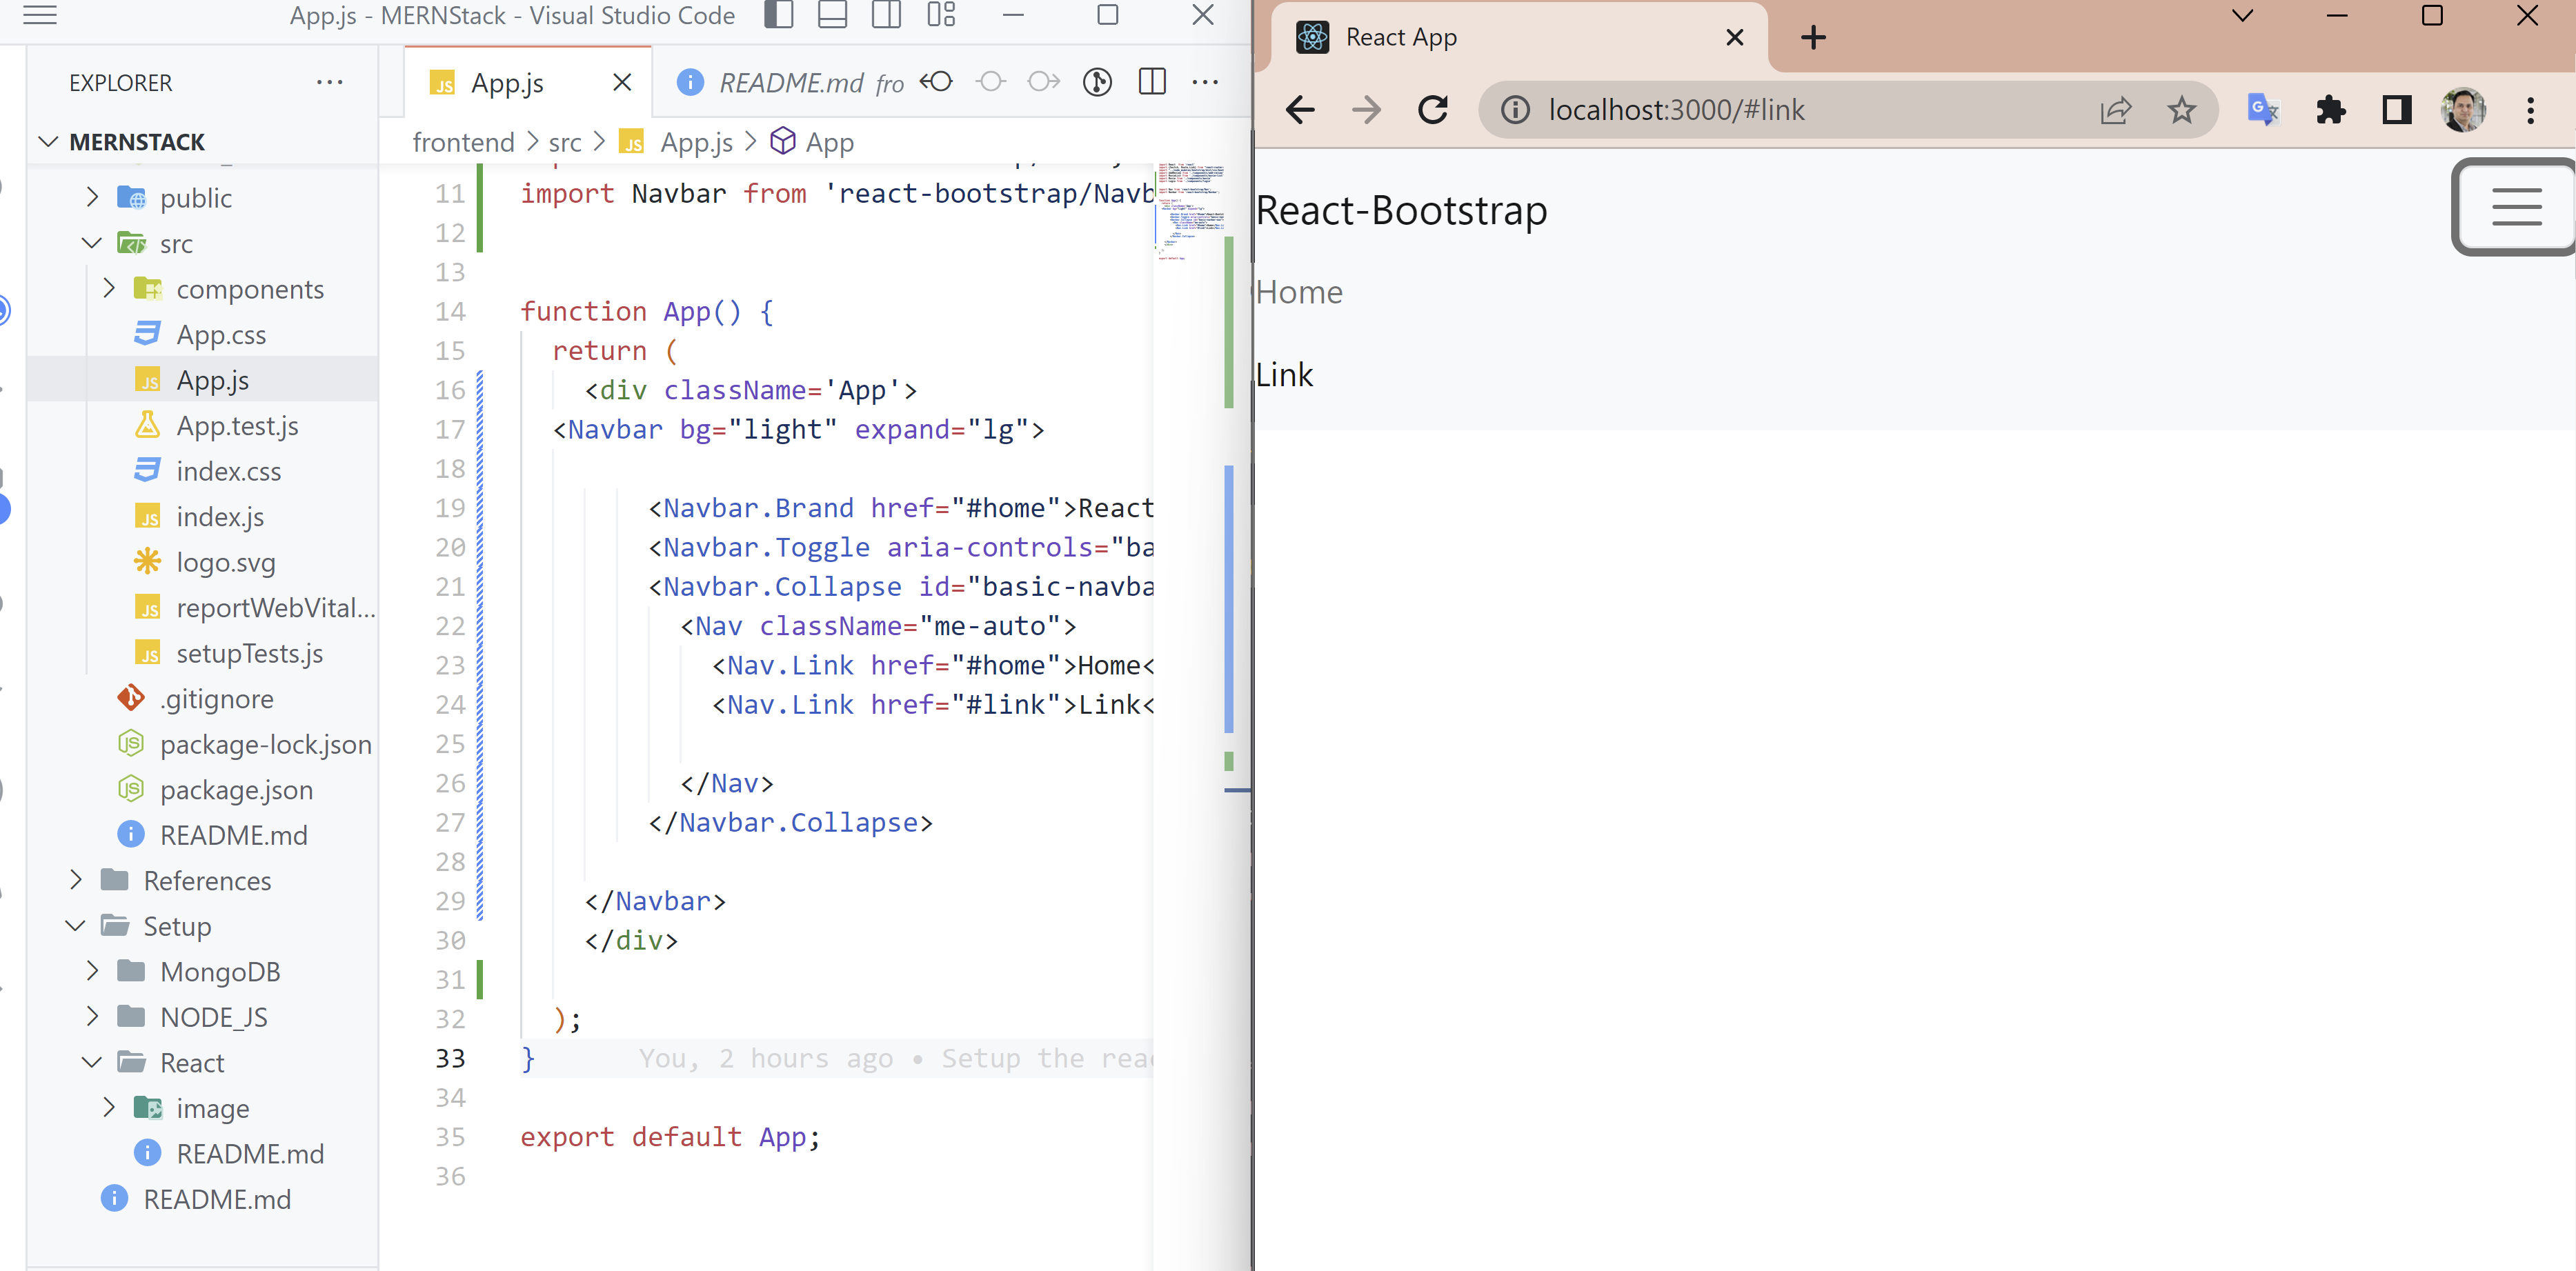 App.js - MERNStack - Visual Studio Code
EXPLORER
MERNSTACK
public
src
components
App.css
App.js
App.test.js
index.css
index.js
logo.svg
reportWebVital...
setupTests.js
.gitignore
package-lock.json
package.json
README.md
References
Setup
MongoDB
NODE_JS
React
image
README.md
README.md
App.js
README.md fro
frontend > src > App.js > App
11 import Navbar from 'react-bootstrap/Navb
12
13
14 function App() {
15 return (
16 <div className='App'>
17 <Navbar bg="light" expand="lg">
18
19 <Navbar.Brand href="#home">React
20 <Navbar.Toggle aria-controls="ba
21 <Navbar.Collapse id="basic-navba
22 <Nav className="me-auto">
23 <Nav.Link href="#home">Home<
24 <Nav.Link href="#link">Link<
25
26 </Nav>
27 </Navbar.Collapse>
28
29 </Navbar>
30 </div>
31
32 );
33 } You, 2 hours ago • Setup the reac
34
35 export default App;
36
React App
localhost:3000/#link
React-Bootstrap
Home
Link